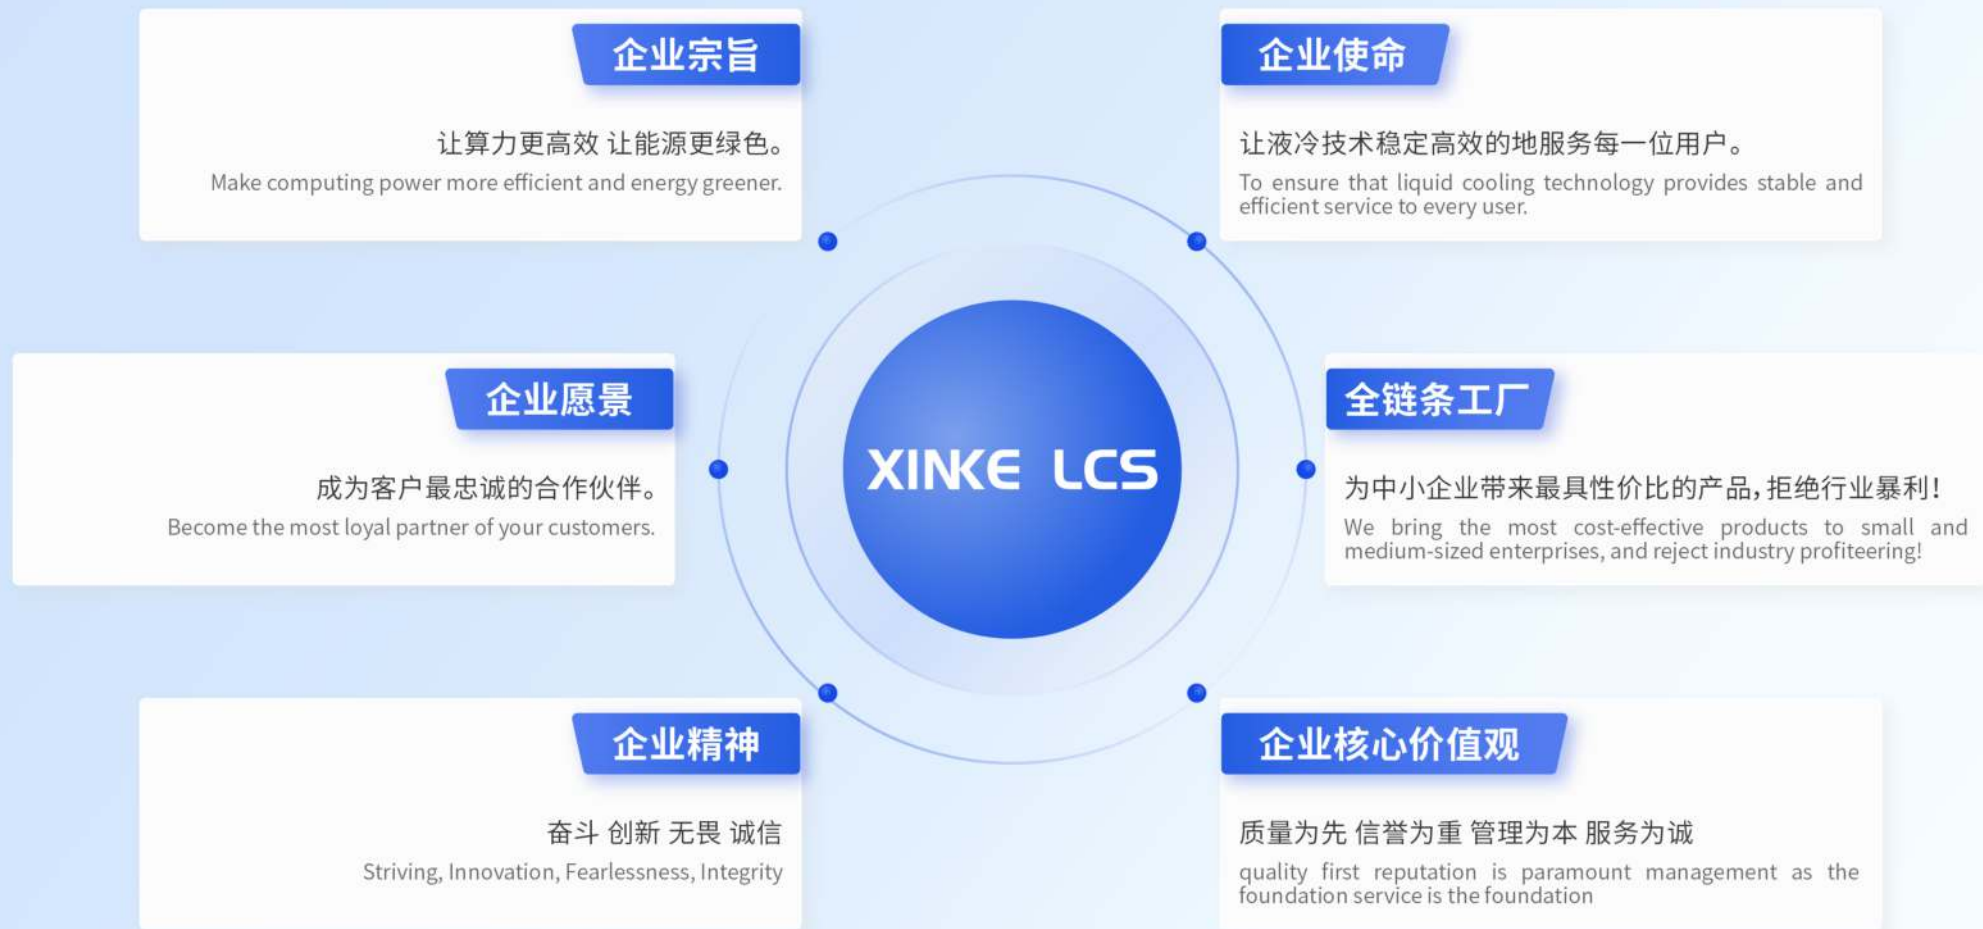 企业宗旨
让算力更高效 让能源更绿色。
Make computing power more efficient and energy greener.
企业使命
让液冷技术稳定高效的地服务每一位用户。
To ensure that liquid cooling technology provides stable and
efficient service to every user.
企业愿景
成为客户最忠诚的合作伙伴。
Become the most loyal partner of your customers.
XINKE LCS
全链条工厂
为中小企业带来最具性价比的产品，拒绝行业暴利！
We bring the most cost-effective products to small and
medium-sized enterprises, and reject industry profiteering!
企业精神
奋斗 创新 无畏 诚信
Striving, Innovation, Fearlessness, Integrity
企业核心价值观
质量为先 信誉为重 管理为本 服务为诚
quality first reputation is paramount management as the
foundation service is the foundation